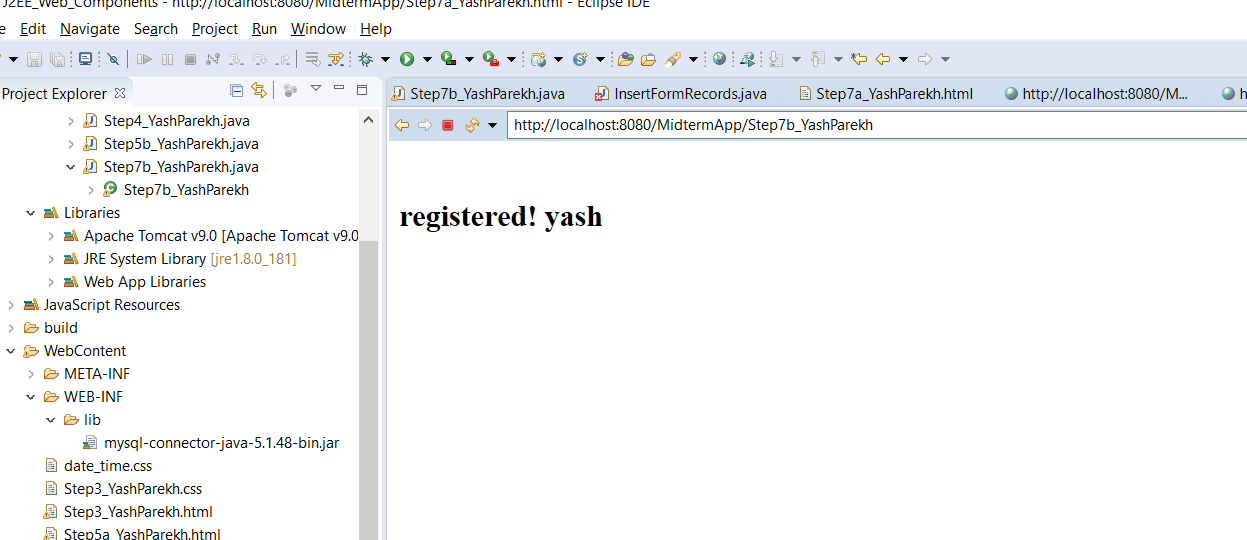 J2EE_Web_Components - http://localhost:8080/MidtermApp/Step7a_YashParekh.html - Eclipse IDE
e Edit Navigate Search Project Run Window Help
Project Explorer
Step7b_YashParekh.java InsertFormRecords.java Step7a_YashParekh.html http://localhost:8080/M... h
http://localhost:8080/MidtermApp/Step7b_YashParekh
Step4_YashParekh.java
Step5b_YashParekh.java
Step7b_YashParekh.java
Step7b_YashParekh
Libraries
Apache Tomcat v9.0 [Apache Tomcat v9.0
JRE System Library [jre1.8.0_181]
Web App Libraries
JavaScript Resources
build
WebContent
META-INF
WEB-INF
lib
mysql-connector-java-5.1.48-bin.jar
date_time.css
Step3_YashParekh.css
Step3_YashParekh.html
Step5a_YashParekh.html
registered! yash